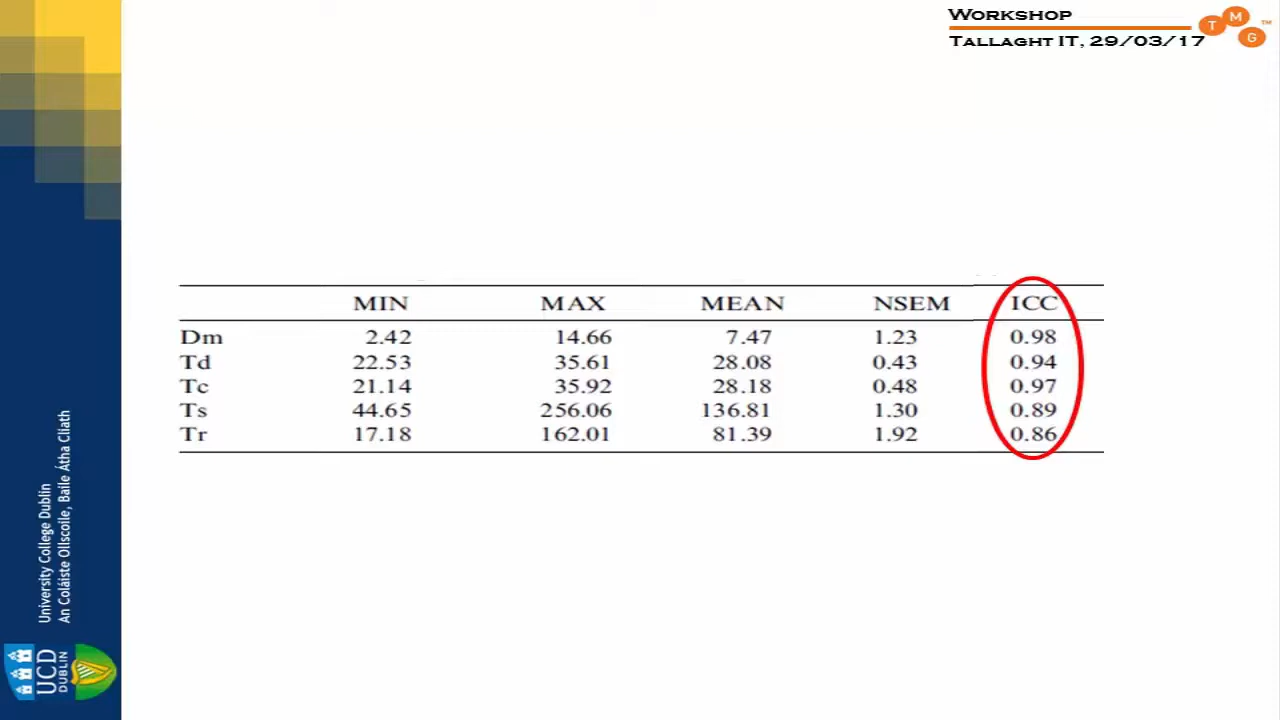 WORKSHOP
TALLAGHT IT, 29/03/17
T M G ™
MIN MAX MEAN NSEM ICC
Dm 2.42 14.66 7.47 1.23 0.98
Td 22.53 35.61 28.08 0.43 0.94
Tc 21.14 35.92 28.18 0.48 0.97
Ts 44.65 256.06 136.81 1.30 0.89
Tr 17.18 162.01 81.39 1.92 0.86
University College Dublin
An Coláiste Ollscoile, Baile Átha Cliath
UCD
DUBLIN